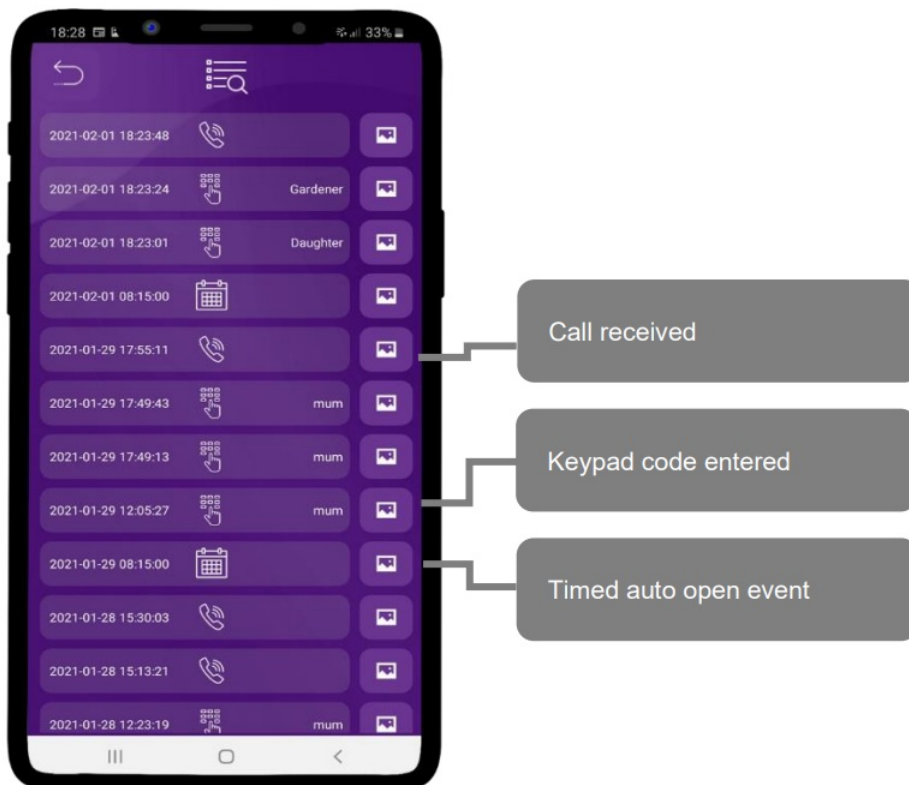 18:28 33%
2021-02-01 18:23:48
2021-02-01 18:23:24 Gardener
2021-02-01 18:23:01 Daughter
2021-02-01 08:15:00
2021-01-29 17:55:11
Call received
2021-01-29 17:49:43 mum
2021-01-29 17:49:13 mum
Keypad code entered
2021-01-29 12:05:27 mum
2021-01-29 08:15:00
Timed auto open event
2021-01-28 15:30:03
2021-01-28 15:13:21
2021-01-28 12:23:19 mum